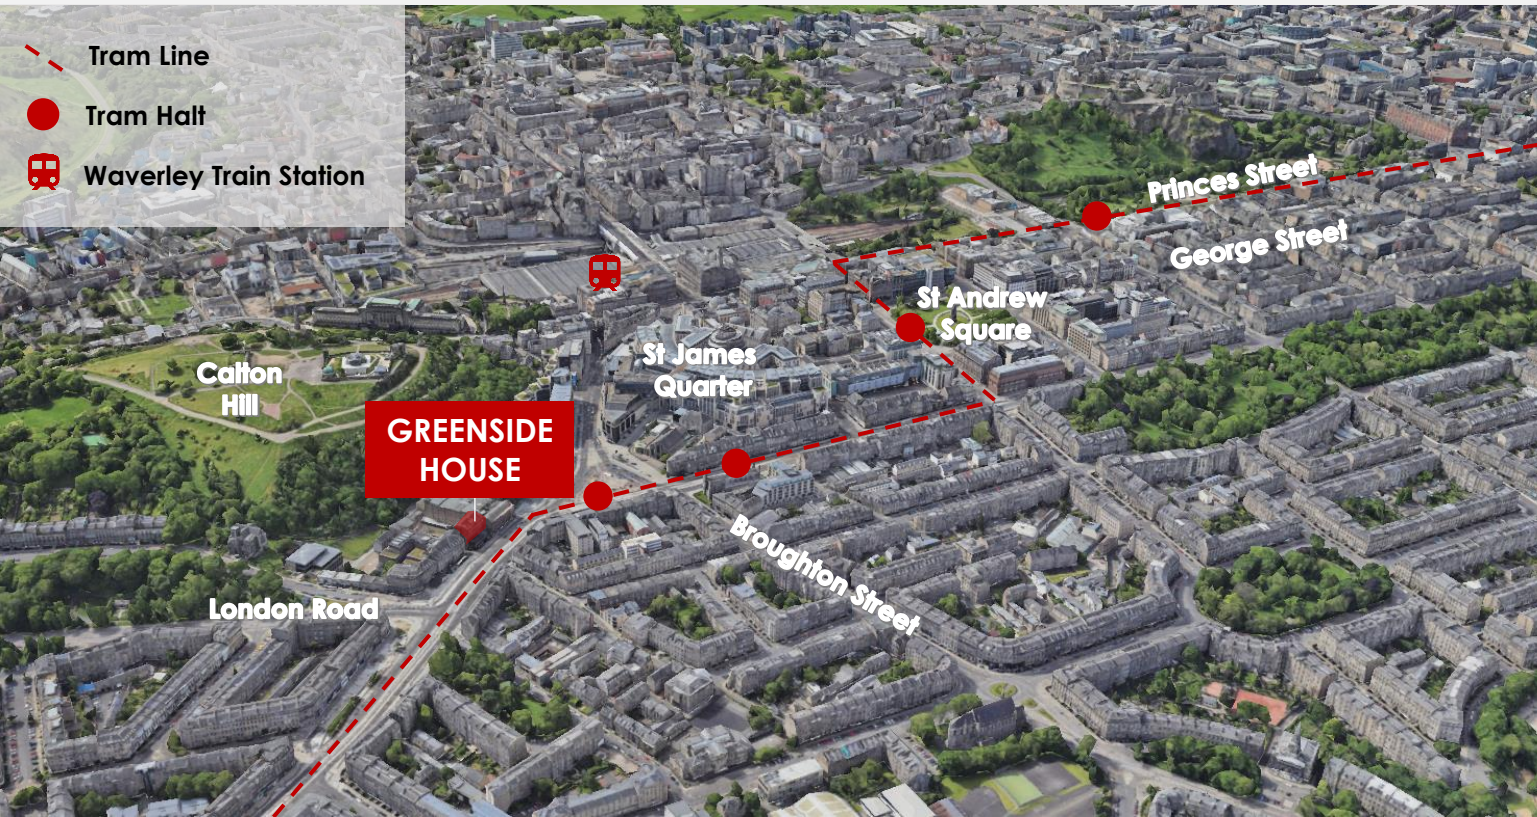 Tram Line
Tram Halt
Waverley Train Station
Princes Street
George Street
St Andrew
Square
St James
Quarter
Calton
Hill
GREENSIDE
HOUSE
Broughton Street
London Road